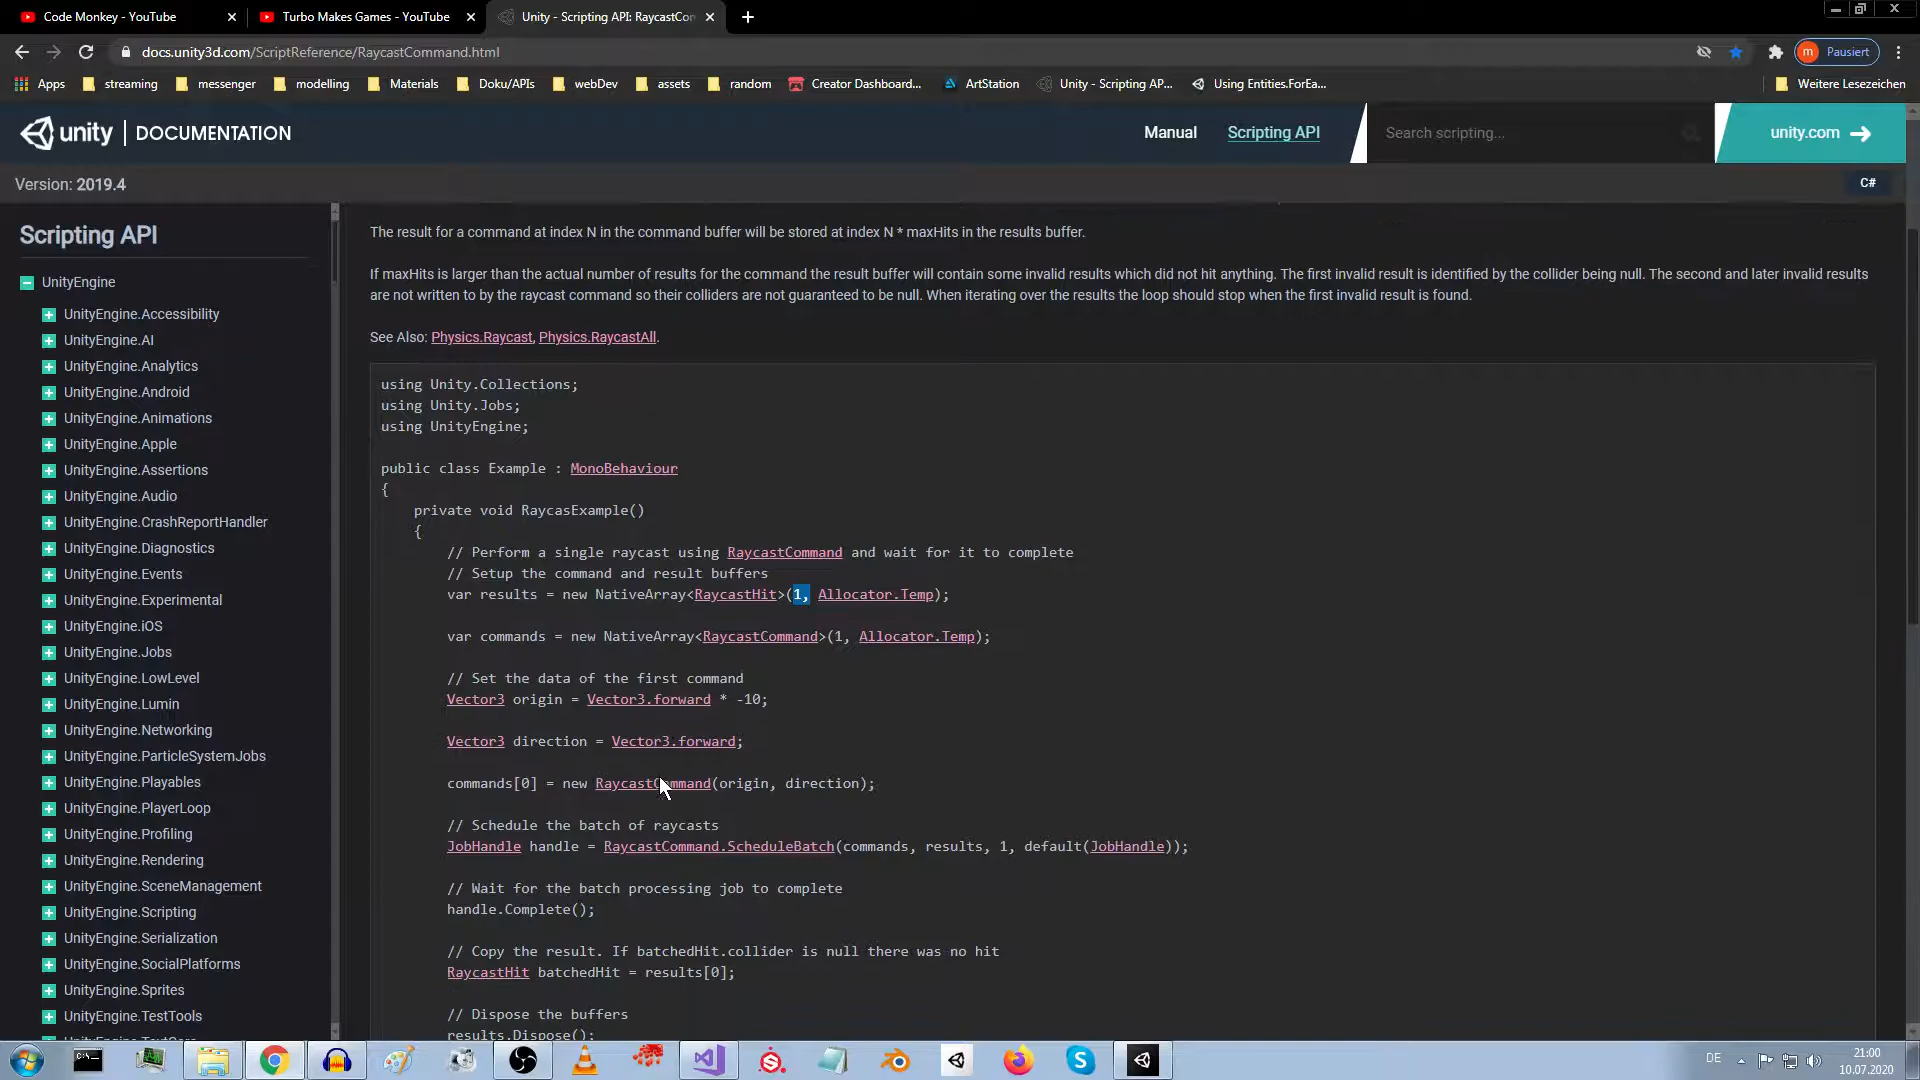 Code Monkey - YouTube
Turbo Makes Games - YouTube
Unity - Scripting API: RaycastCom
docs.unity3d.com/ScriptReference/RaycastCommand.html
m Pausiert
Apps
streaming
messenger
modelling
Materials
Doku/APIs
webDev
assets
random
Creator Dashboard...
ArtStation
Unity - Scripting AP...
Using Entities.ForEa...
Weitere Lesezeichen
unity | DOCUMENTATION
Manual
Scripting API
Search scripting...
unity.com
Version: 2019.4
C#
Scripting API
UnityEngine
UnityEngine.Accessibility
UnityEngine.AI
UnityEngine.Analytics
UnityEngine.Android
UnityEngine.Animations
UnityEngine.Apple
UnityEngine.Assertions
UnityEngine.Audio
UnityEngine.CrashReportHandler
UnityEngine.Diagnostics
UnityEngine.Events
UnityEngine.Experimental
UnityEngine.iOS
UnityEngine.Jobs
UnityEngine.LowLevel
UnityEngine.Lumin
UnityEngine.Networking
UnityEngine.ParticleSystemJobs
UnityEngine.Playables
UnityEngine.PlayerLoop
UnityEngine.Profiling
UnityEngine.Rendering
UnityEngine.SceneManagement
UnityEngine.Scripting
UnityEngine.Serialization
UnityEngine.SocialPlatforms
UnityEngine.Sprites
UnityEngine.TestTools
The result for a command at index N in the command buffer will be stored at index N * maxHits in the results buffer.
If maxHits is larger than the actual number of results for the command the result buffer will contain some invalid results which did not hit anything. The first invalid result is identified by the collider being null. The second and later invalid results
are not written to by the raycast command so their colliders are not guaranteed to be null. When iterating over the results the loop should stop when the first invalid result is found.
See Also: Physics.Raycast, Physics.RaycastAll.
using Unity.Collections;
using Unity.Jobs;
using UnityEngine;
public class Example : MonoBehaviour
{
private void RaycasExample()
{
// Perform a single raycast using RaycastCommand and wait for it to complete
// Setup the command and result buffers
var results = new NativeArray<RaycastHit>(1, Allocator.Temp);
var commands = new NativeArray<RaycastCommand>(1, Allocator.Temp);
// Set the data of the first command
Vector3 origin = Vector3.forward * -10;
Vector3 direction = Vector3.forward;
commands[0] = new RaycastCommand(origin, direction);
// Schedule the batch of raycasts
JobHandle handle = RaycastCommand.ScheduleBatch(commands, results, 1, default(JobHandle));
// Wait for the batch processing job to complete
handle.Complete();
// Copy the result. If batchedHit.collider is null there was no hit
RaycastHit batchedHit = results[0];
// Dispose the buffers
results.Dispose();
DE
21:00
10.07.2020